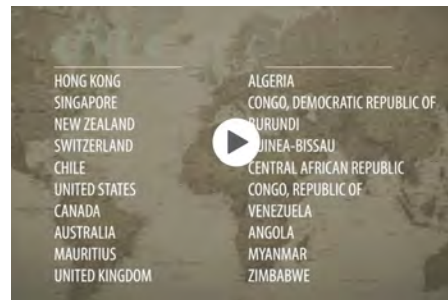 HONG KONG
SINGAPORE
NEW ZEALAND
SWITZERLAND
CHILE
UNITED STATES
CANADA
AUSTRALIA
MAURITIUS
UNITED KINGDOM
ALGERIA
CONGO, DEMOCRATIC REPUBLIC OF
BURUNDI
GUINEA-BISSAU
CENTRAL AFRICAN REPUBLIC
CONGO, REPUBLIC OF
VENEZUELA
ANGOLA
MYANMAR
ZIMBABWE